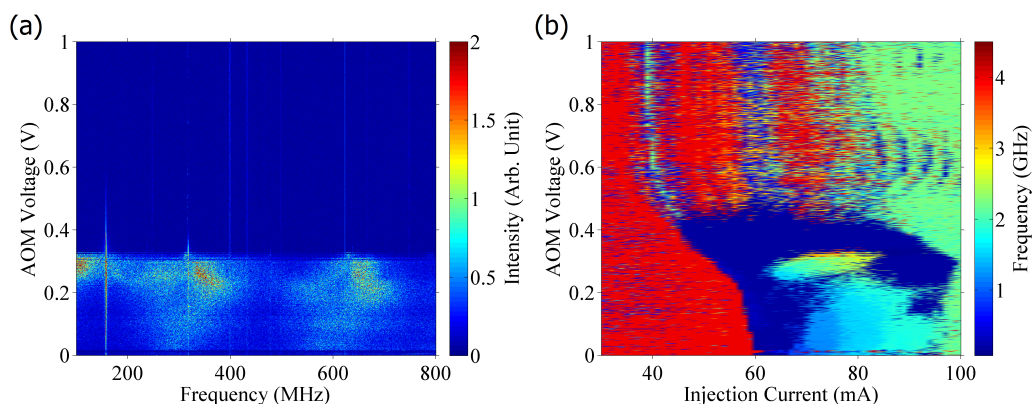 (a)
1
0.8
0.6
0.4
0.2
0
AOM Voltage (V)
200 400 600 800
Frequency (MHz)
2
1.5
1
0.5
0
Intensity (Arb. Unit)
(b)
1
0.8
0.6
0.4
0.2
0
AOM Voltage (V)
40 60 80 100
Injection Current (mA)
4
3
2
1
Frequency (GHz)